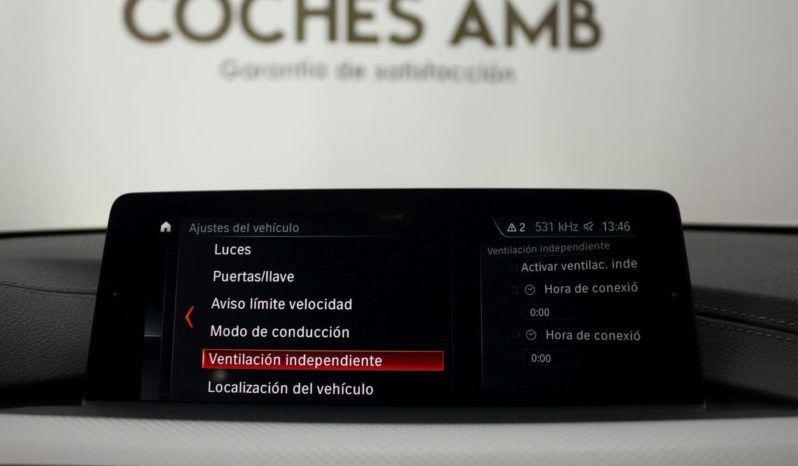 COCHES AMB
Garantía de satisfacción
Ajustes del vehículo
2 531 kHz 13:46
Luces
Puertas/llave
Aviso límite velocidad
Modo de conducción
Ventilación independiente
Localización del vehículo
Ventilación independiente
Activar ventilac. inde
Hora de conexió
0:00
Hora de conexió
0:00